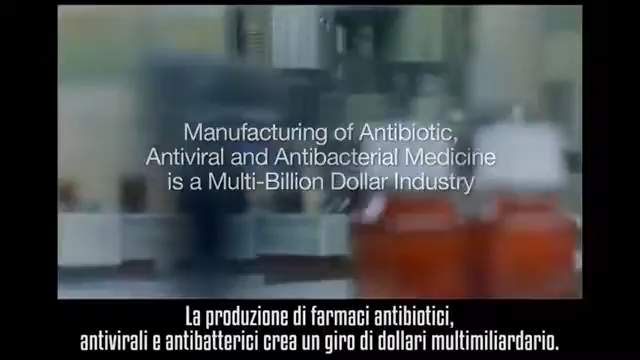 Manufacturing of Antibiotic,
Antiviral and Antibacterial Medicine
is a Multi-Billion Dollar Industry
La produzione di farmaci antibiotici,
antivirali e antibatterici crea un giro di dollari multimiliardario.